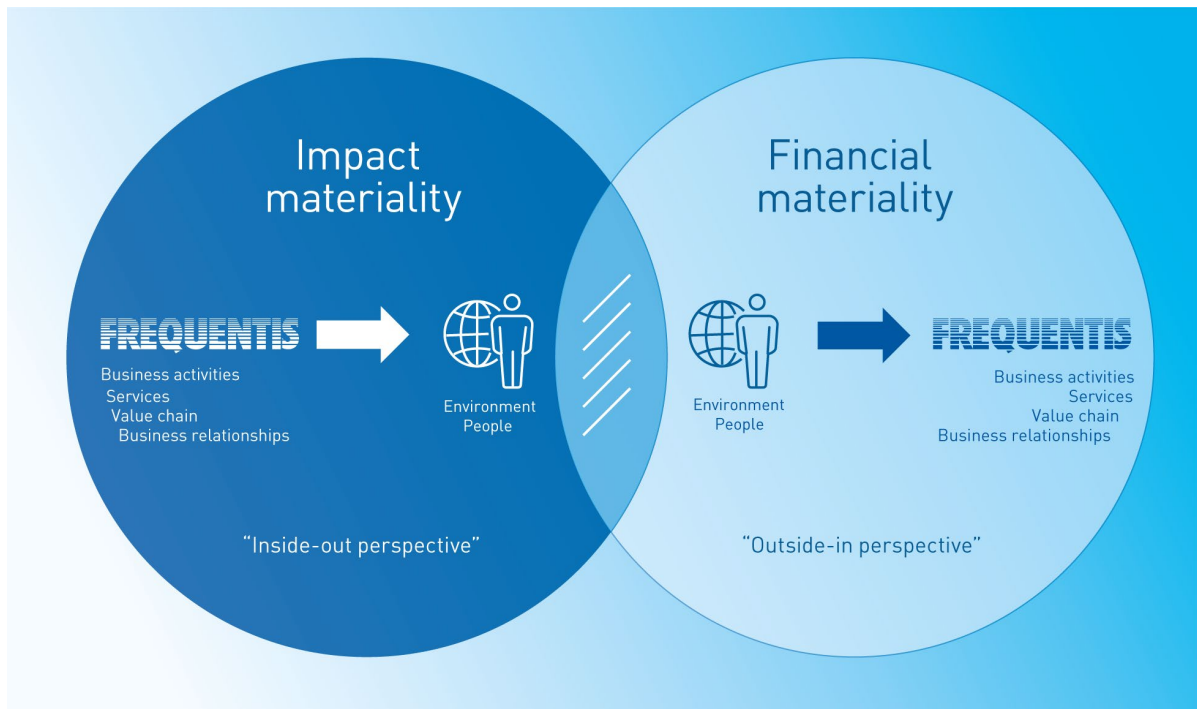 Impact
materiality
FREQUENTIS
Business activities
Services
Value chain
Business relationships
Environment
People
“Inside-out perspective”
Financial
materiality
Environment
People
FREQUENTIS
Business activities
Services
Value chain
Business relationships
“Outside-in perspective”